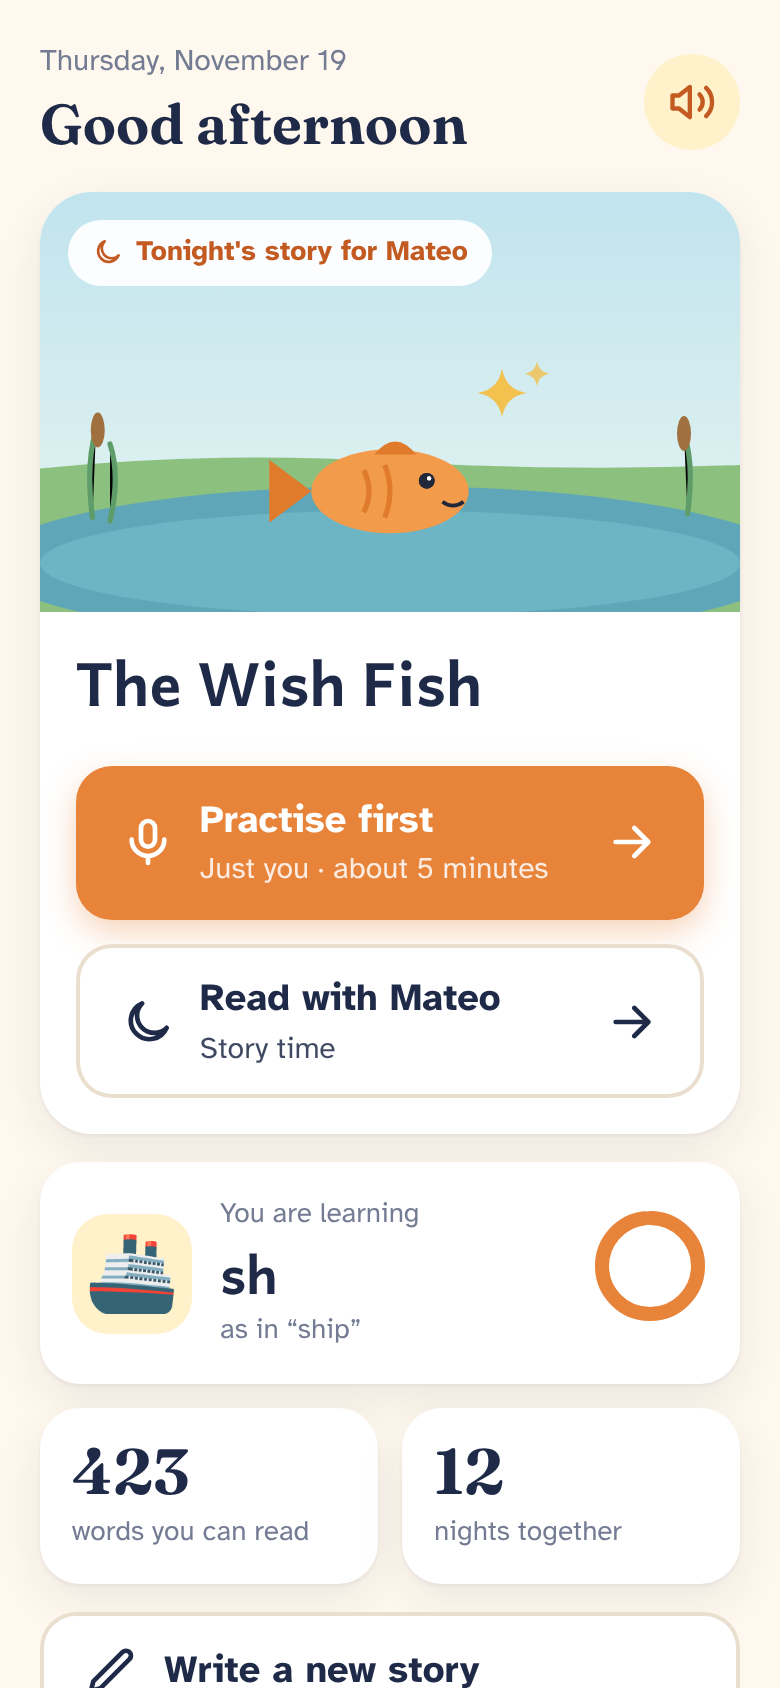 Thursday, November 19
Good afternoon
Tonight's story for Mateo
The Wish Fish
Practise first
Just you · about 5 minutes
Read with Mateo
Story time
You are learning
sh
as in “ship”
423
words you can read
12
nights together
Write a new story